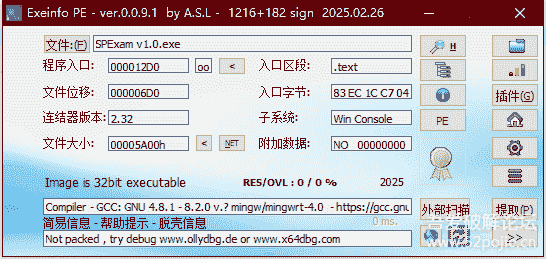 Exeinfo PE - ver.0.0.9.1 by A.S.L - 1216+182 sign 2025.02.26
文件:(F) SPExam v1.0.exe H
程序入口: 000012D0 oo < 入口区段: .text
文件位移: 000006D0 入口字节: 83 EC 1C C7 04 插件(G)
连结器版本: 2.32 子系统: Win Console PE
文件大小: 00005A00h < NET 附加数据: NO 00000000
Image is 32bit executable RES/OVL : 0 / 0 % 2025
Compiler - GCC: GNU 4.8.1 - 8.2.0 v.? mingw/mingwrt-4.0 - https://gcc.gnu 外部扫描 提取(P)
简易信息 - 帮助提示 - 脱壳信息 0 ms.
Not packed , try debug www.ollydbg.de or www.x64dbg.com >>